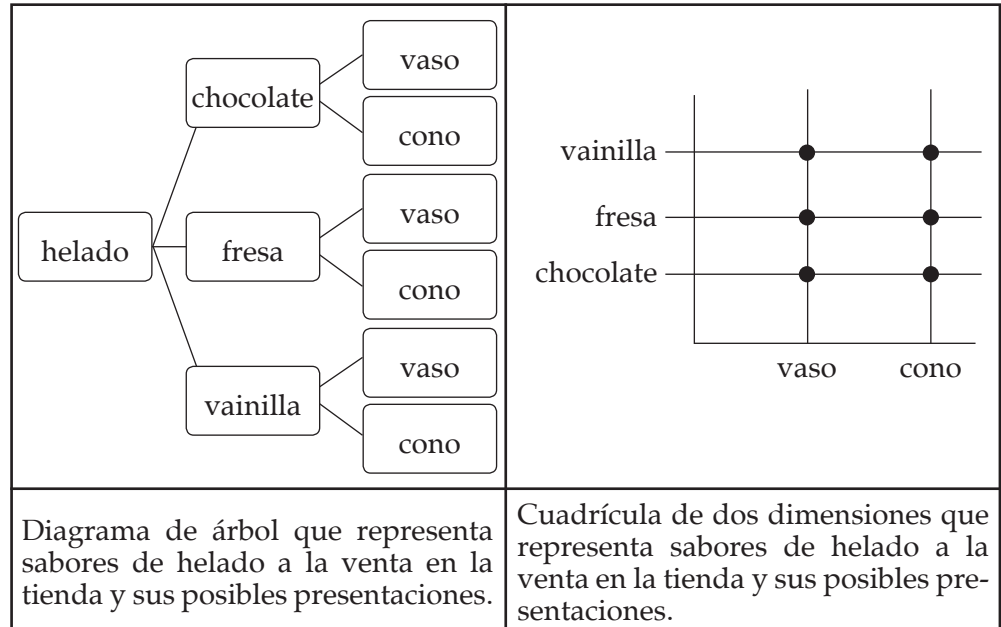 vaso
chocolate
cono
vaso
helado
fresa
cono
vaso
vainilla
cono
vainilla
fresa
chocolate
vaso cono
Diagrama de árbol que representa
sabores de helado a la venta en la
tienda y sus posibles presentaciones.
Cuadrícula de dos dimensiones que
representa sabores de helado a la
venta en la tienda y sus posibles pre-
sentaciones.